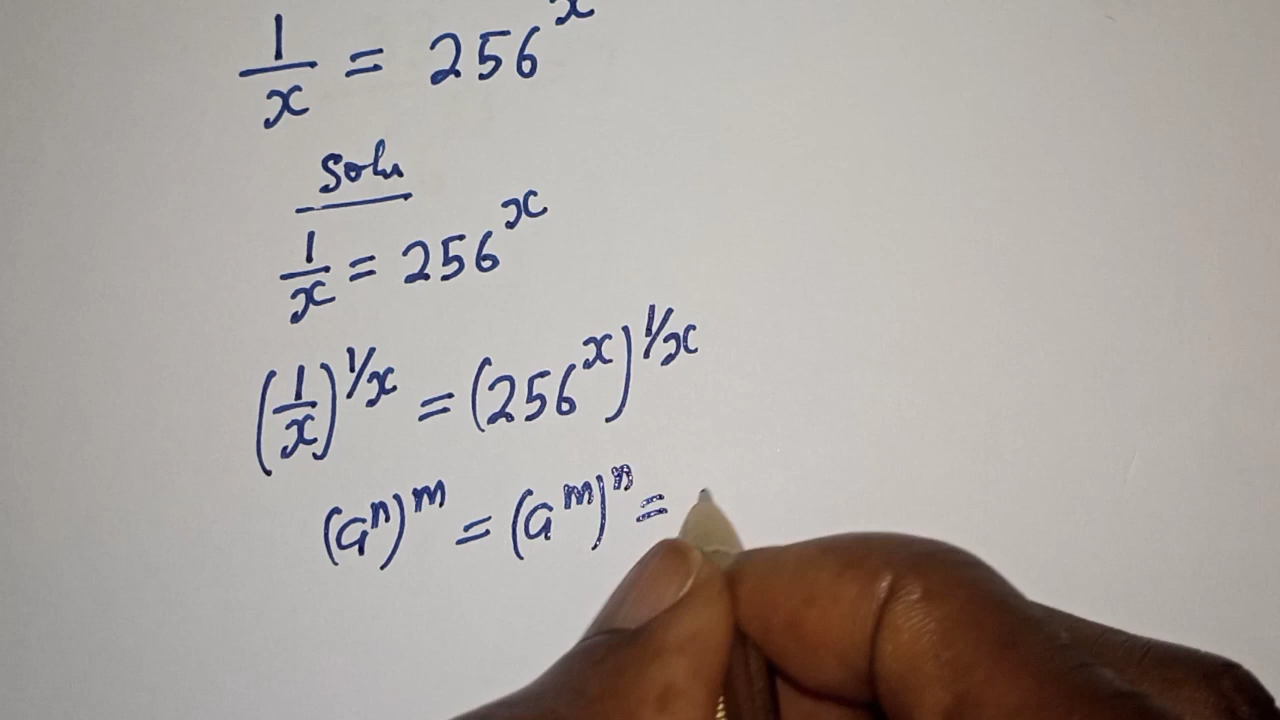 1/x = 256^x
Soln
1/x = 256^x
(1/x)^1/x = (256^x)^1/x
(a^n)^m = (a^m)^n =